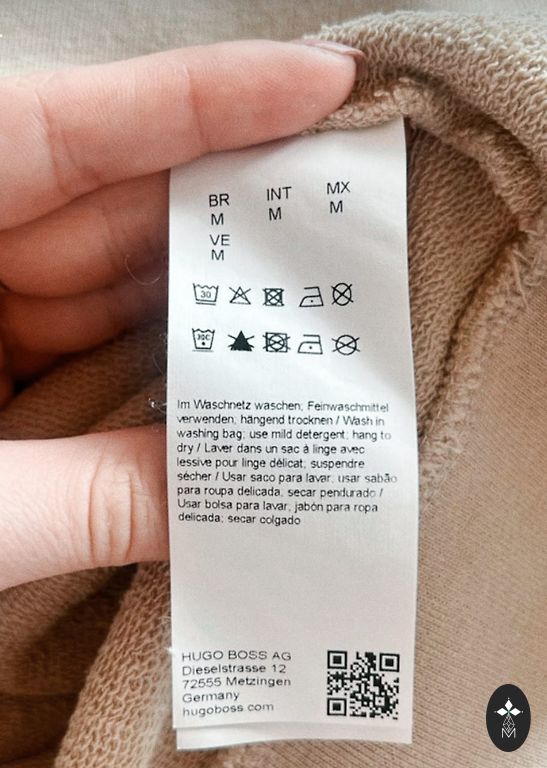 BR INT MX
M M M
VE
M
30
30C
Im Waschnetz waschen; Feinwaschmittel
verwenden; hängend trocknen / Wash in
washing bag; use mild detergent; hang to
dry / Laver dans un sac à linge avec
lessive pour linge délicat; suspendre
sécher / Usar saco para lavar; usar sabão
para roupa delicada; secar pendurado /
Usar bolsa para lavar; jabón para ropa
delicada; secar colgado
HUGO BOSS AG
Dieselstrasse 12
72555 Metzingen
Germany
hugoboss.com